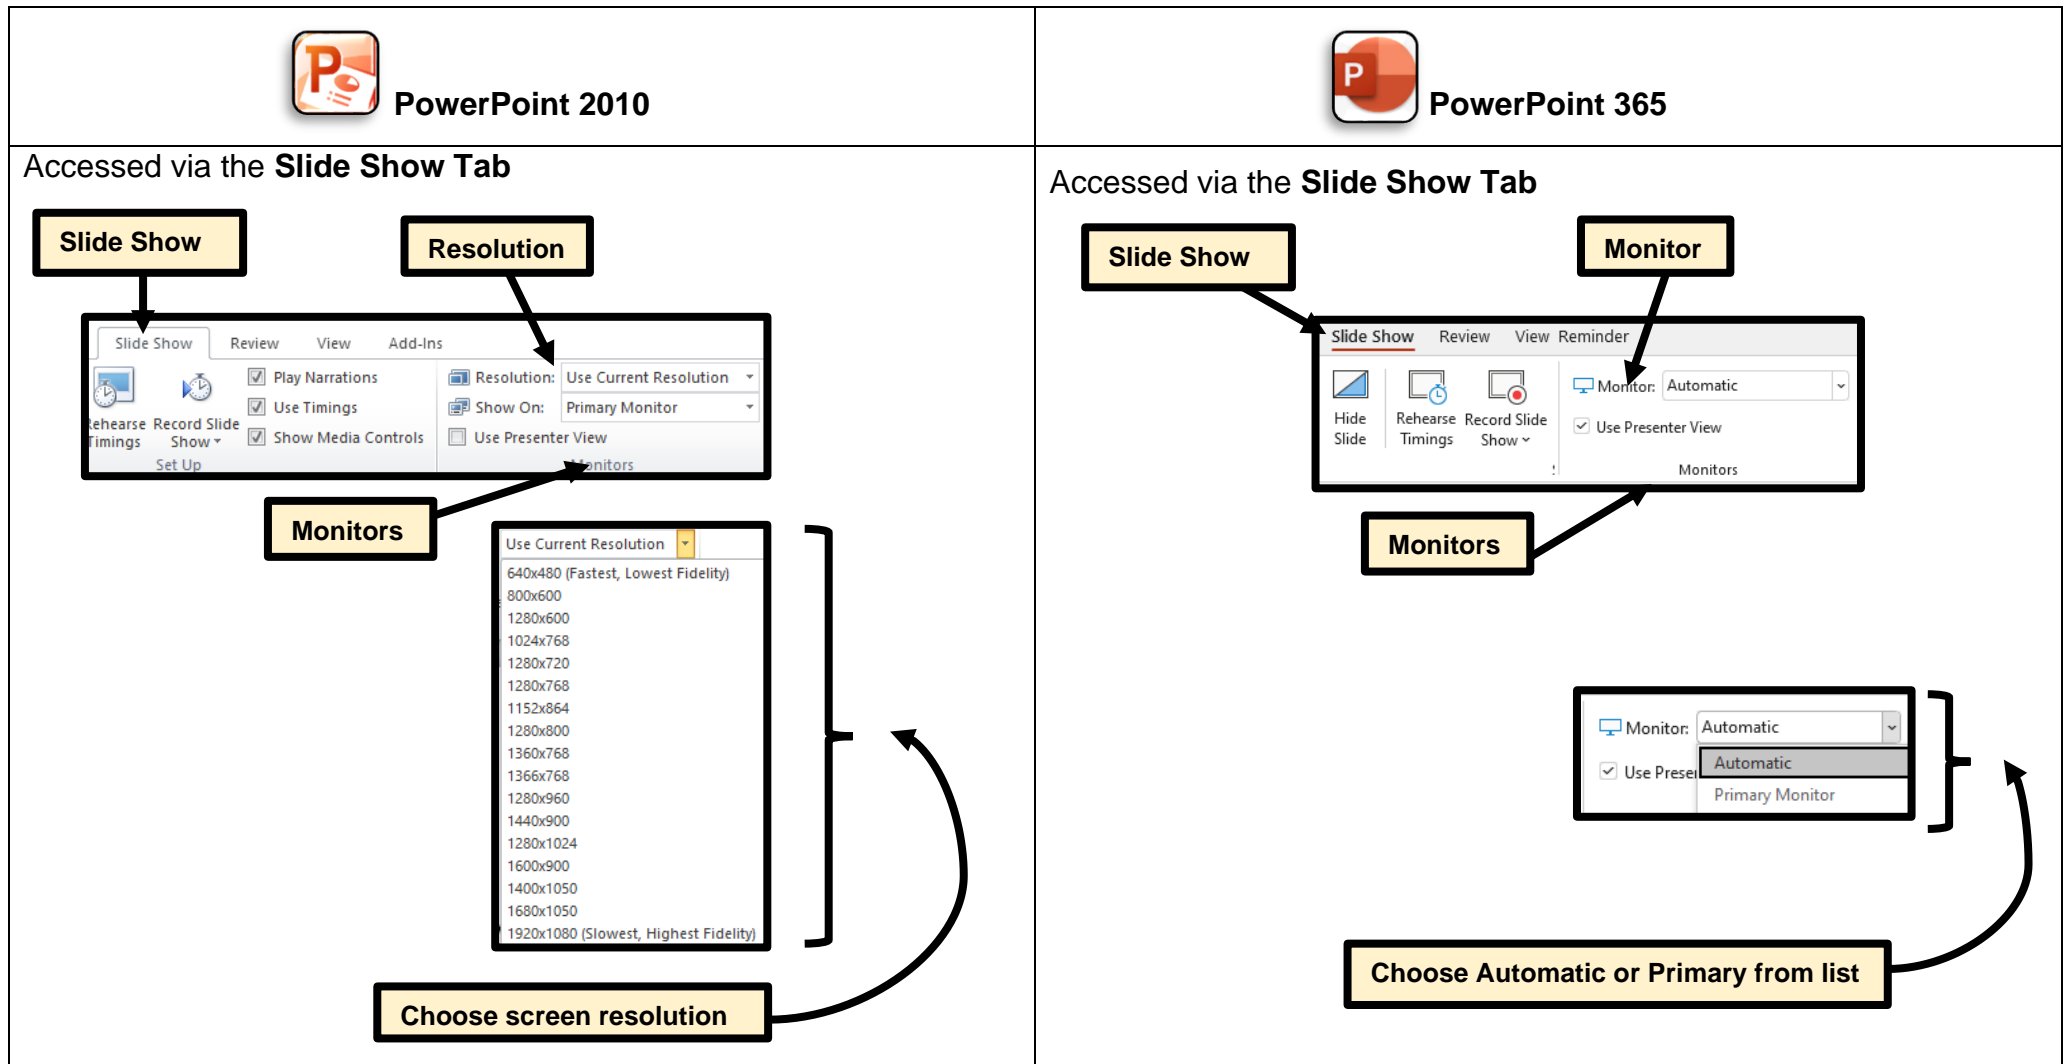 PowerPoint 2010
Accessed via the Slide Show Tab
Slide Show
Resolution
Slide Show Review View Add-Ins
Rehearse Timings
Record Slide Show
Play Narrations
Use Timings
Show Media Controls
Set Up
Resolution: Use Current Resolution
Show On: Primary Monitor
Use Presenter View
Monitors
Monitors
Use Current Resolution
640x480 (Fastest, Lowest Fidelity)
800x600
1280x600
1024x768
1280x720
1280x768
1152x864
1280x800
1360x768
1366x768
1280x960
1440x900
1280x1024
1600x900
1400x1050
1680x1050
1920x1080 (Slowest, Highest Fidelity)
Choose screen resolution
PowerPoint 365
Accessed via the Slide Show Tab
Slide Show
Monitor
Slide Show Review View Reminder
Hide
Slide
Rehearse
Timings
Record Slide
Show
Monitor: Automatic
Use Presenter View
Monitors
Monitors
Monitor: Automatic
Automatic
Use Prese
Primary Monitor
Choose Automatic or Primary from list